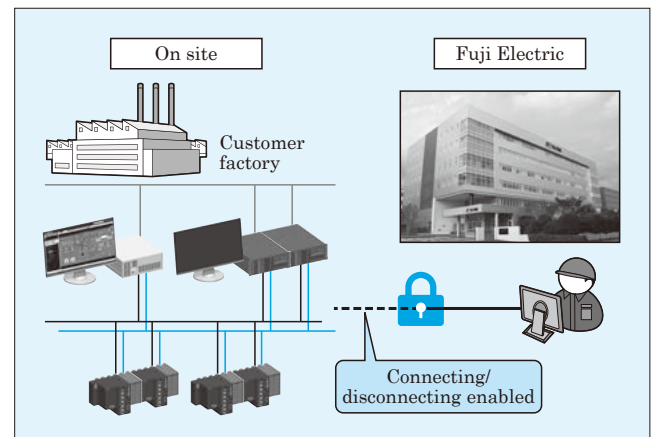 On site
Fuji Electric
Customer
factory
Connecting/
disconnecting enabled